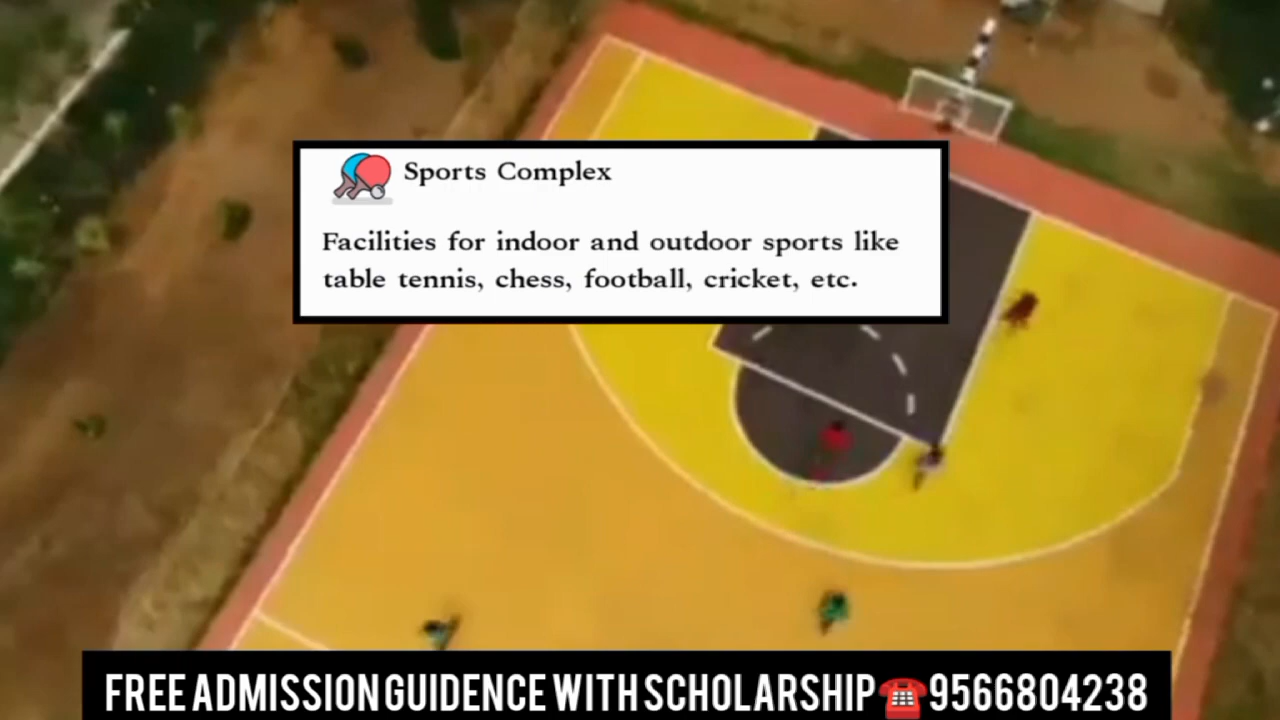 Sports Complex
Facilities for indoor and outdoor sports like
table tennis, chess, football, cricket, etc.
FREE ADMISSION GUIDENCE WITH SCHOLARSHIP ☎️9566804238